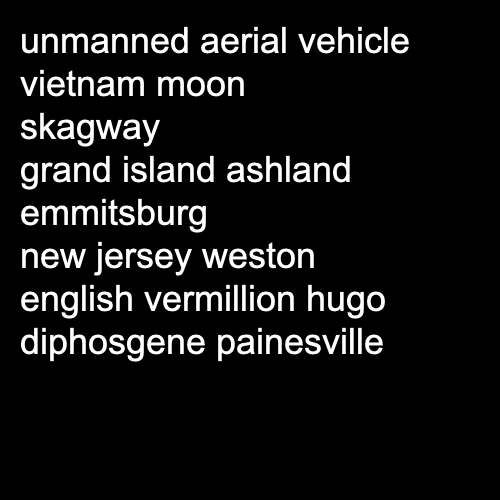 unmanned aerial vehicle
vietnam moon
skagway
grand island ashland
emmitsburg
new jersey weston
english vermillion hugo
diphosgene painesville